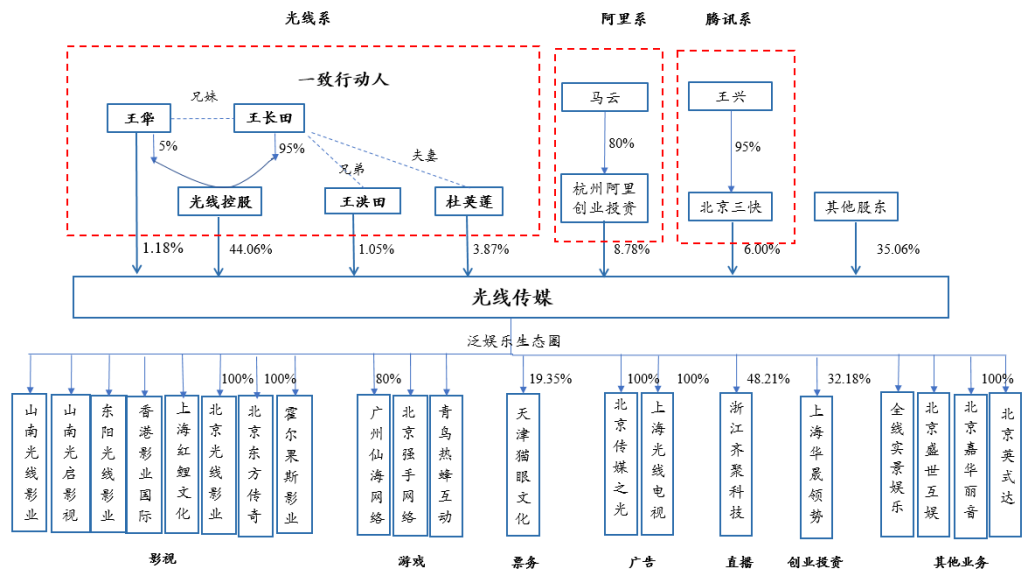 光线系
阿里系
腾讯系
一致行动人
兄妹
王华
王长田
马云
王兴
5%
95%
80%
95%
兄弟
夫妻
光线控股
王洪田
杜英莲
杭州阿里
创业投资
北京三快
其他股东
1.18%
44.06%
1.05%
3.87%
8.78%
6.00%
35.06%
光线传媒
泛娱乐生态圈
100%
100%
80%
19.35%
100%
100%
48.21%
32.18%
100%
山南光线影业
山南光启影视
东阳光线影业
香港影业国际
上海红鲤文化
北京光线影业
北京东方传奇
霍尔果斯影业
广州仙海网络
北京强手网络
青鸟热蜂互动
天津猫眼文化
北京传媒之光
上海光线电视
浙江齐聚科技
上海华晟领势
全线实景娱乐
北京盛世互娱
北京嘉华丽音
北京英式达
影视
游戏
票务
广告
直播
创业投资
其他业务